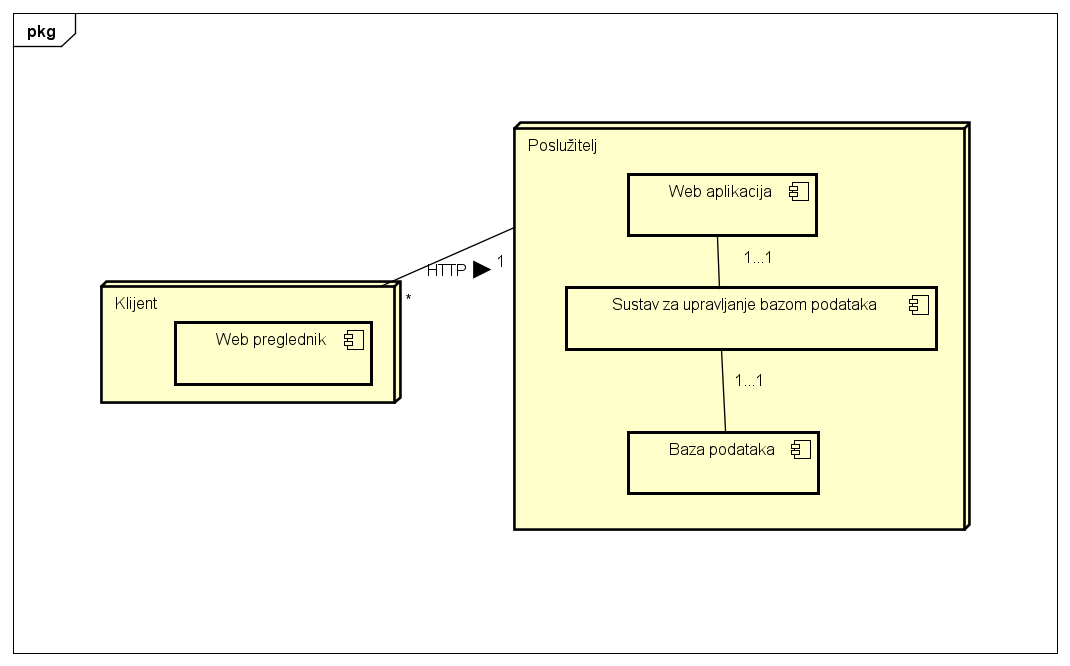 pkg
Poslužitelj
Web aplikacija
1...1
HTTP ▶ 1
*
Klijent
Sustav za upravljanje bazom podataka
Web preglednik
1...1
Baza podataka